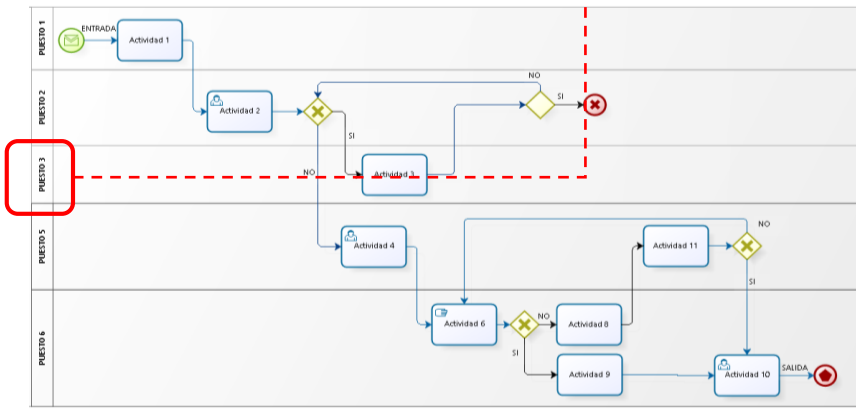 PUESTO 1
ENTRADA
Actividad 1
PUESTO 2
Actividad 2
NO
SI
SI
PUESTO 3
NO
Actividad 3
PUESTO 5
Actividad 4
Actividad 11
NO
SI
PUESTO 6
Actividad 6
NO
SI
Actividad 8
Actividad 9
Actividad 10
SALIDA